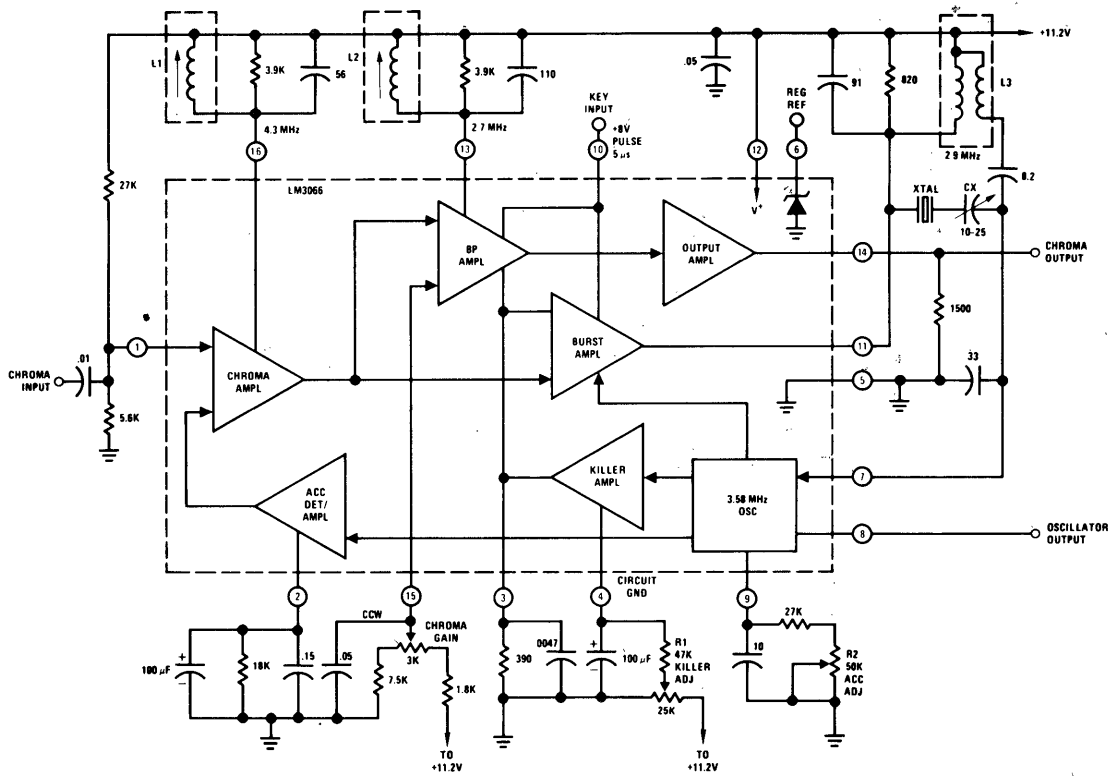 +11.2V
L1
3.9K
56
L2
3.9K
110
.05
KEY
INPUT
REG
REF
91
820
L3
4.3 MHz
2.7 MHz
+8V
PULSE
5 µs
2.9 MHz
16
13
10
12
6
8.2
27K
LM3066
V+
XTAL
CX
10-25
BP
AMPL
OUTPUT
AMPL
14
CHROMA
OUTPUT
1500
1
BURST
AMPL
11
.01
CHROMA
INPUT
CHROMA
AMPL
33
5
5.6K
KILLER
AMPL
7
ACC
DET/
AMPL
3.58 MHz
OSC
8
OSCILLATOR
OUTPUT
CIRCUIT
GND
2
15
3
4
9
CCW
CHROMA
GAIN
27K
100 µF
+
–
18K
.15
.05
7.5K
3K
1.8K
390
.0047
+
–
100 µF
R1
47K
KILLER
ADJ
25K
10
R2
50K
ACC
ADJ
TO
+11.2V
TO
+11.2V